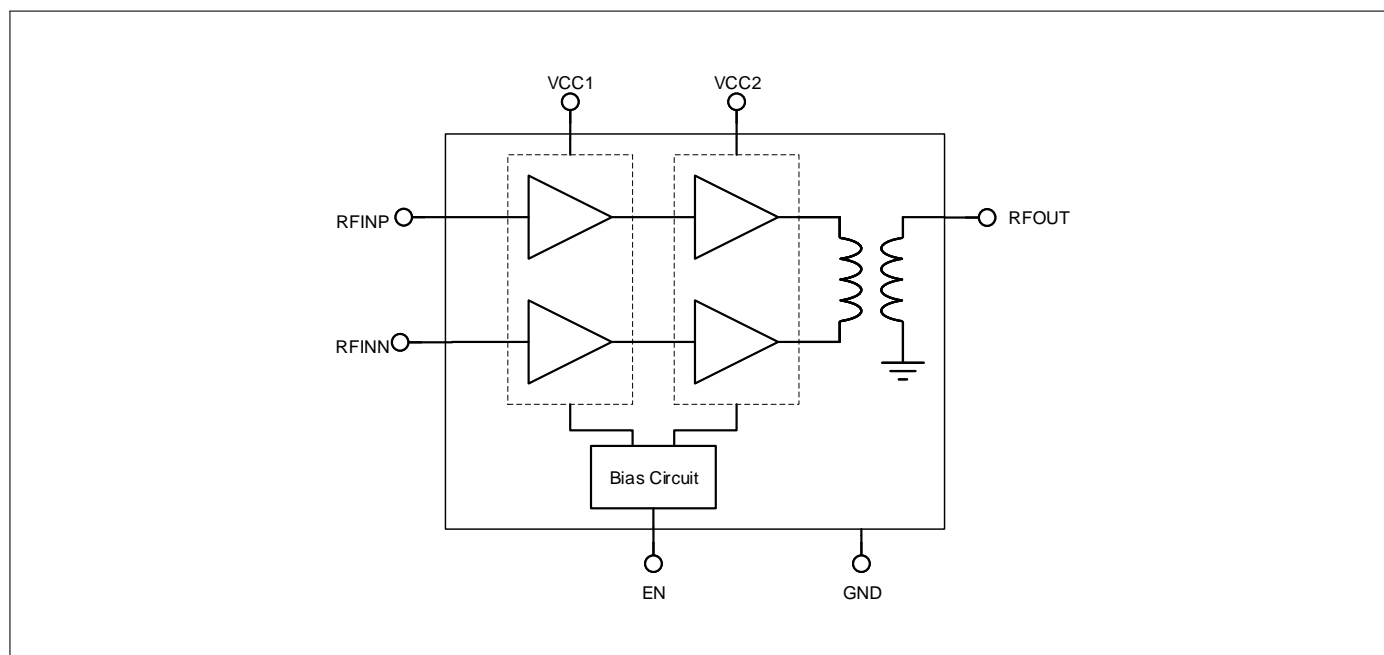 VCC1
VCC2
RFINP
RFOUT
RFINN
Bias Circuit
EN
GND